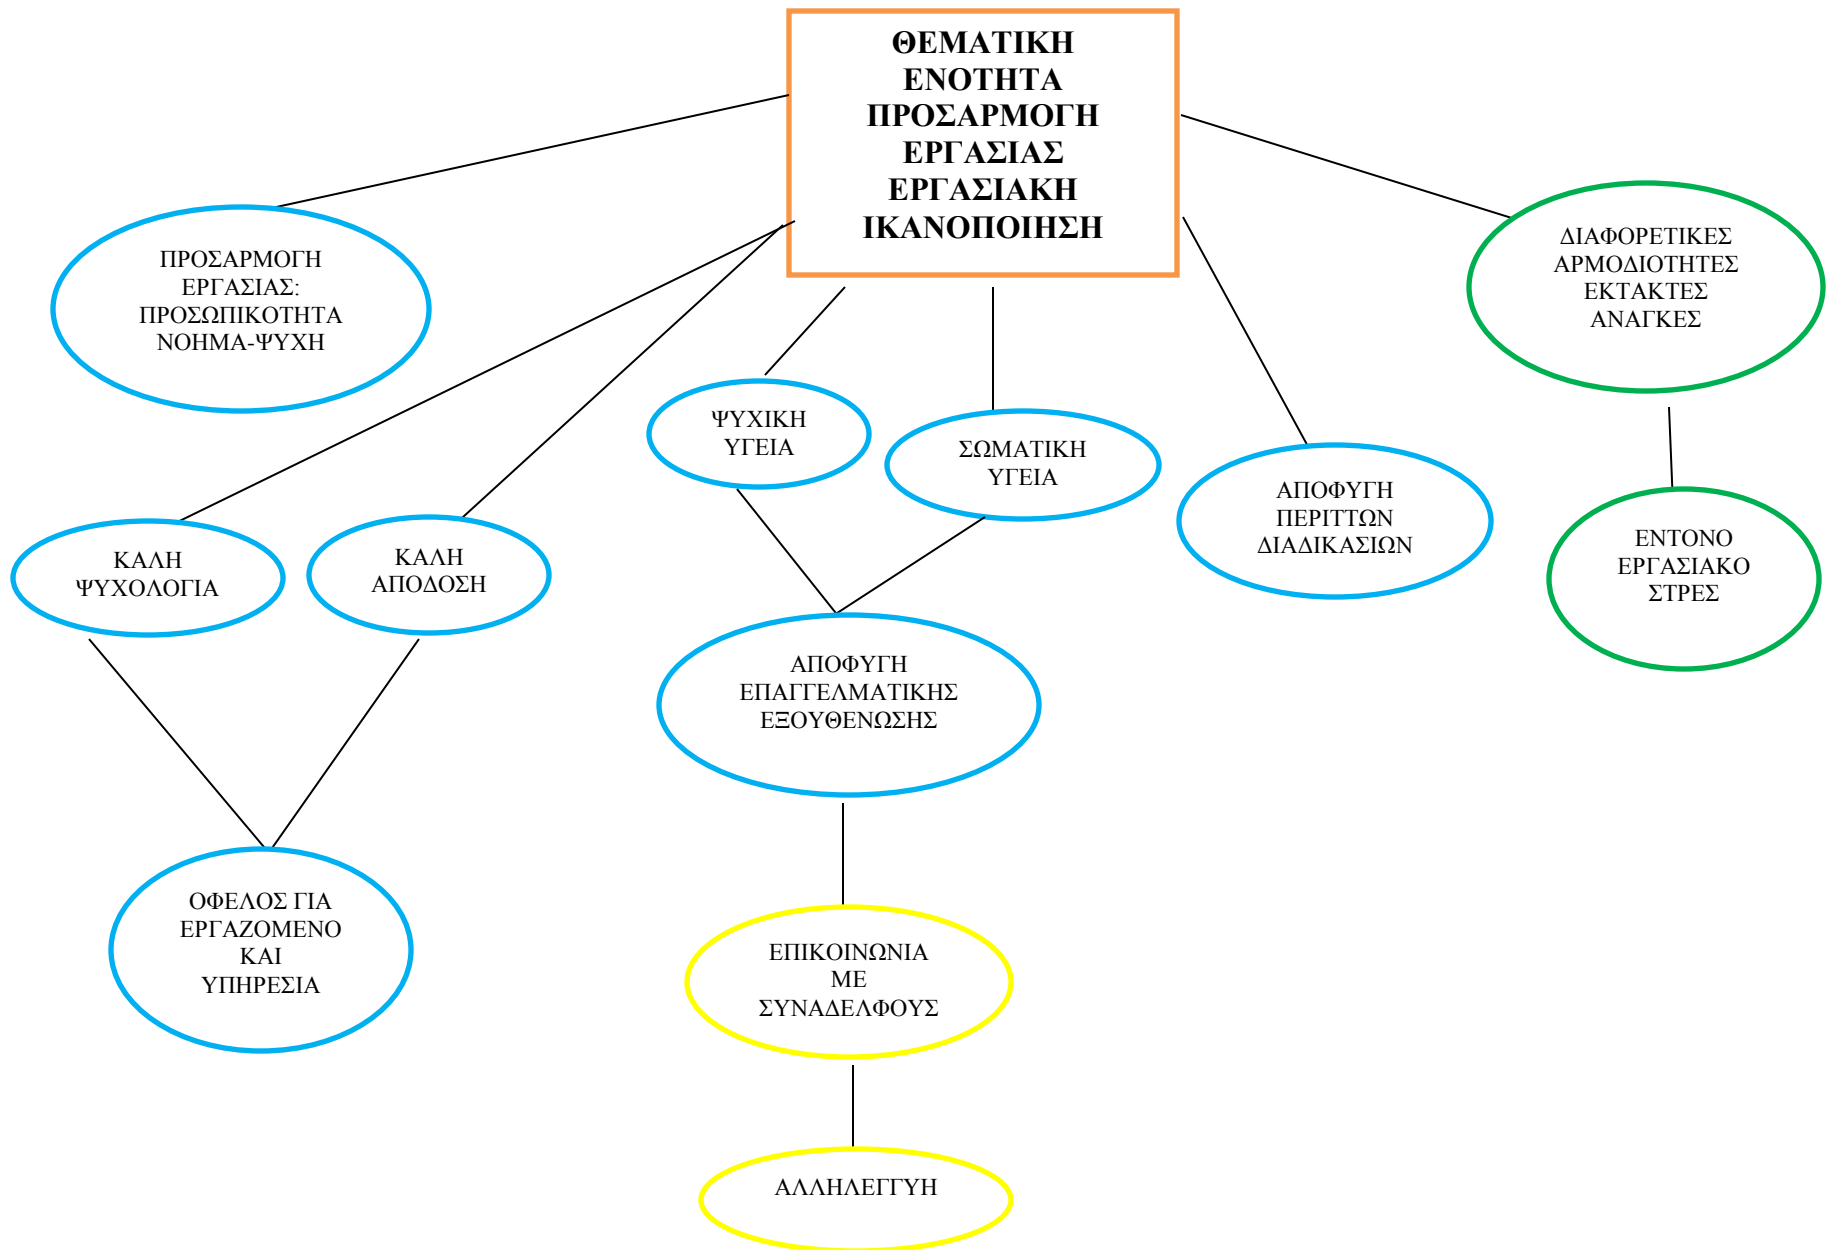 ΘΕΜΑΤΙΚΗ
ΕΝΟΤΗΤΑ
ΠΡΟΣΑΡΜΟΓΗ
ΕΡΓΑΣΙΑΣ
ΕΡΓΑΣΙΑΚΗ
ΙΚΑΝΟΠΟΙΗΣΗ
ΠΡΟΣΑΡΜΟΓΗ
ΕΡΓΑΣΙΑΣ:
ΠΡΟΣΩΠΙΚΟΤΗΤΑ
ΝΟΗΜΑ-ΨΥΧΗ
ΔΙΑΦΟΡΕΤΙΚΕΣ
ΑΡΜΟΔΙΟΤΗΤΕΣ
ΕΚΤΑΚΤΕΣ
ΑΝΑΓΚΕΣ
ΨΥΧΙΚΗ
ΥΓΕΙΑ
ΣΩΜΑΤΙΚΗ
ΥΓΕΙΑ
ΑΠΟΦΥΓΗ
ΠΕΡΙΤΤΩΝ
ΔΙΑΔΙΚΑΣΙΩΝ
ΕΝΤΟΝΟ
ΕΡΓΑΣΙΑΚΟ
ΣΤΡΕΣ
ΚΑΛΗ
ΨΥΧΟΛΟΓΙΑ
ΚΑΛΗ
ΑΠΟΔΟΣΗ
ΑΠΟΦΥΓΗ
ΕΠΑΓΓΕΛΜΑΤΙΚΗΣ
ΕΞΟΥΘΕΝΩΣΗΣ
ΟΦΕΛΟΣ ΓΙΑ
ΕΡΓΑΖΟΜΕΝΟ
ΚΑΙ
ΥΠΗΡΕΣΙΑ
ΕΠΙΚΟΙΝΩΝΙΑ
ΜΕ
ΣΥΝΑΔΕΛΦΟΥΣ
ΑΛΛΗΛΕΓΓΥΗ